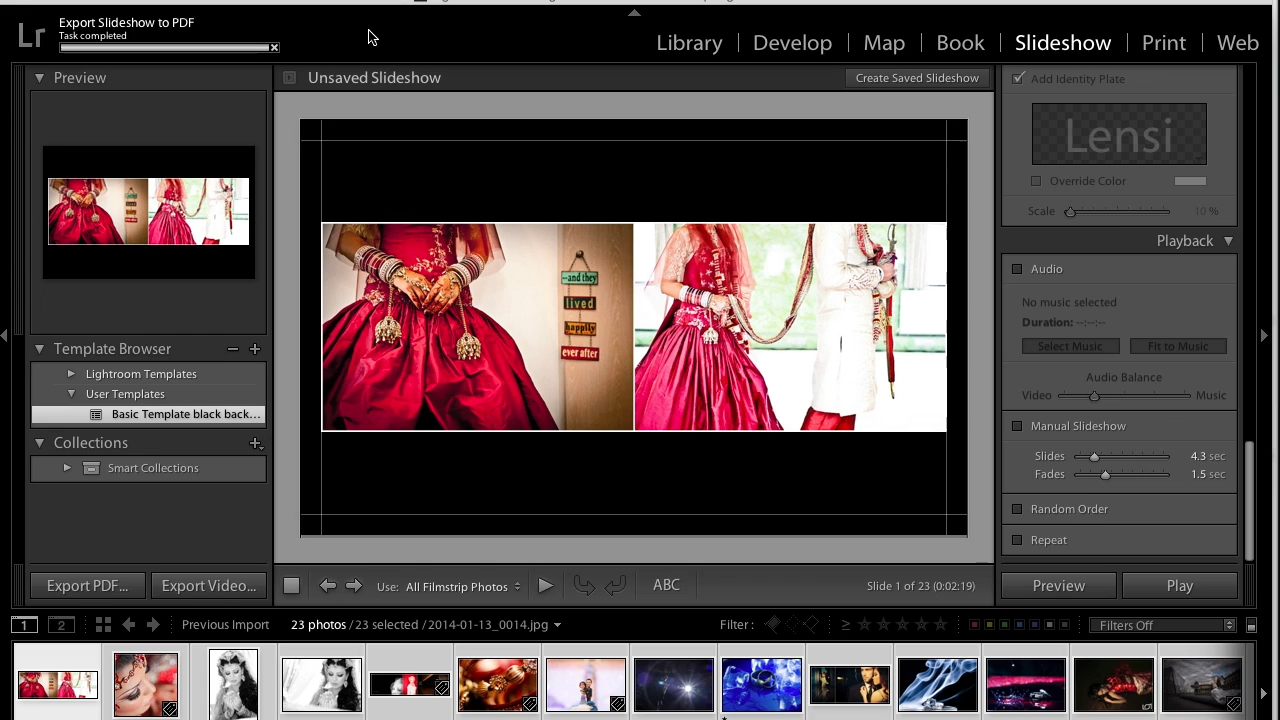 Lr
Export Slideshow to PDF
Task completed
Library
Develop
Map
Book
Slideshow
Print
Web
Preview
Unsaved Slideshow
Create Saved Slideshow
Add Identity Plate
Lensi
Override Color
Scale 10 %
Playback
Audio
No music selected
Duration: --:--:--
Select Music
Fit to Music
Audio Balance
Video
Music
Manual Slideshow
Slides 4.3 sec
Fades 1.5 sec
Random Order
Repeat
—and they
lived
happily
ever after
Template Browser
Lightroom Templates
User Templates
Basic Template black back...
Collections
Smart Collections
Export PDF...
Export Video...
Use: All Filmstrip Photos
ABC
Slide 1 of 23 (0:02:19)
Preview
Play
1
2
Previous Import
23 photos / 23 selected / 2014-01-13_0014.jpg
Filter :
Filters Off